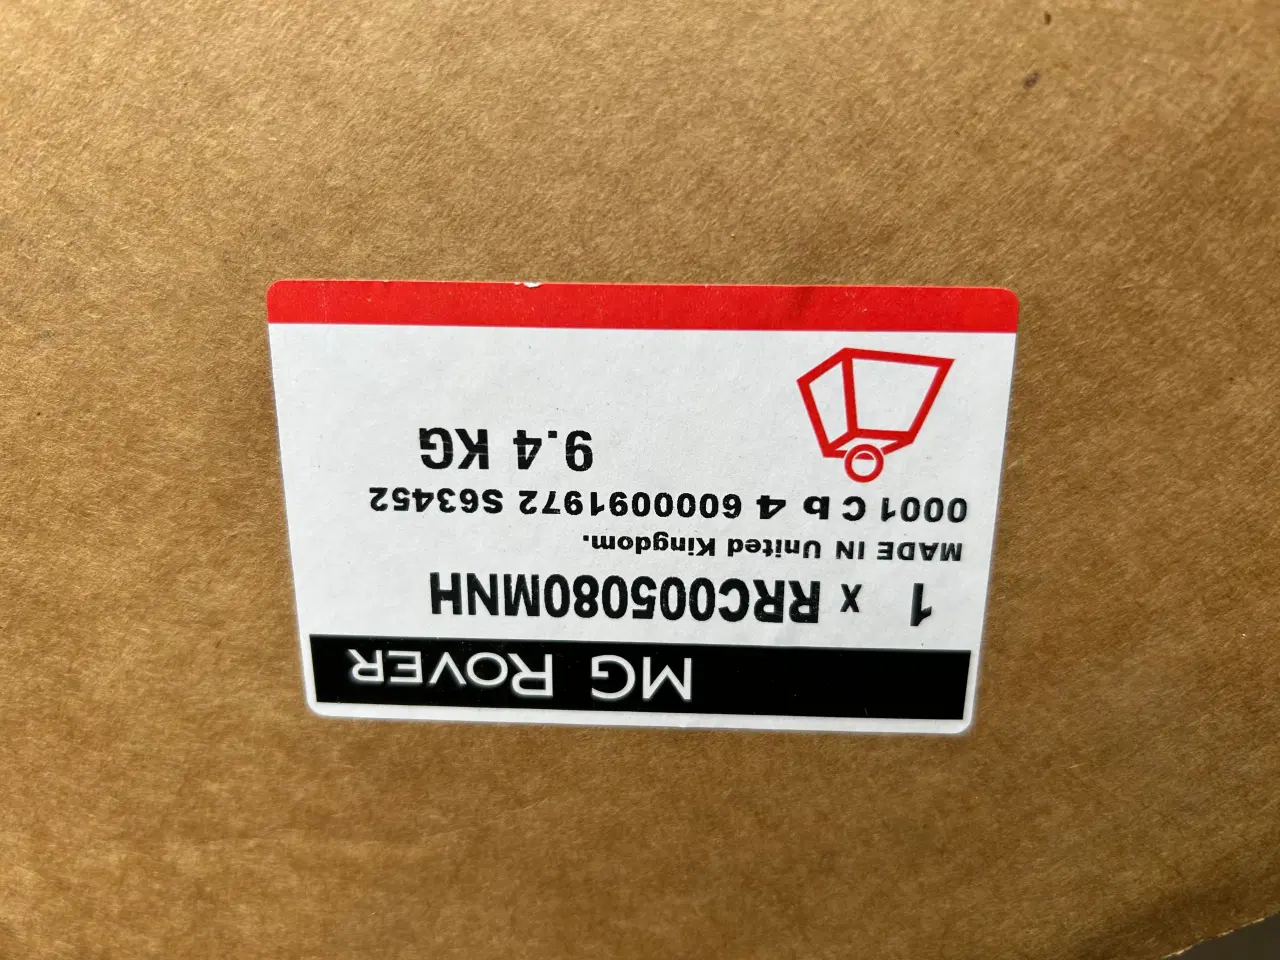 MG ROVER
1 x RRC005080MNH
MADE IN United Kingdom.
0001 C b 4 6000091972 S63452
9.4 KG